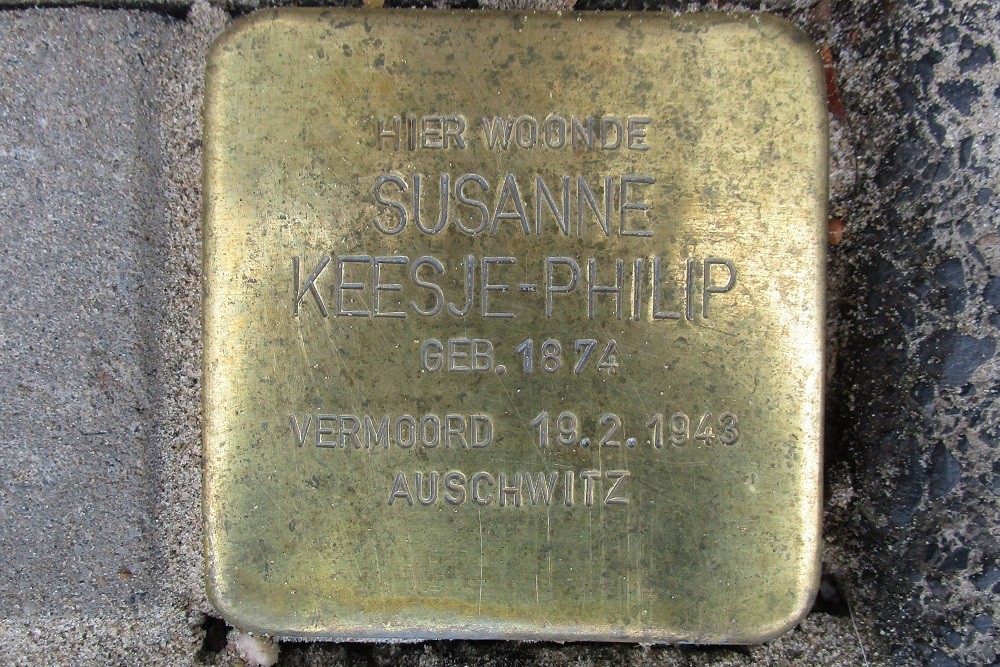 HIER WOONDE
SUSANNE
KEESJE-PHILIP
GEB. 1874
VERMOORD 19.2.1943
AUSCHWITZ